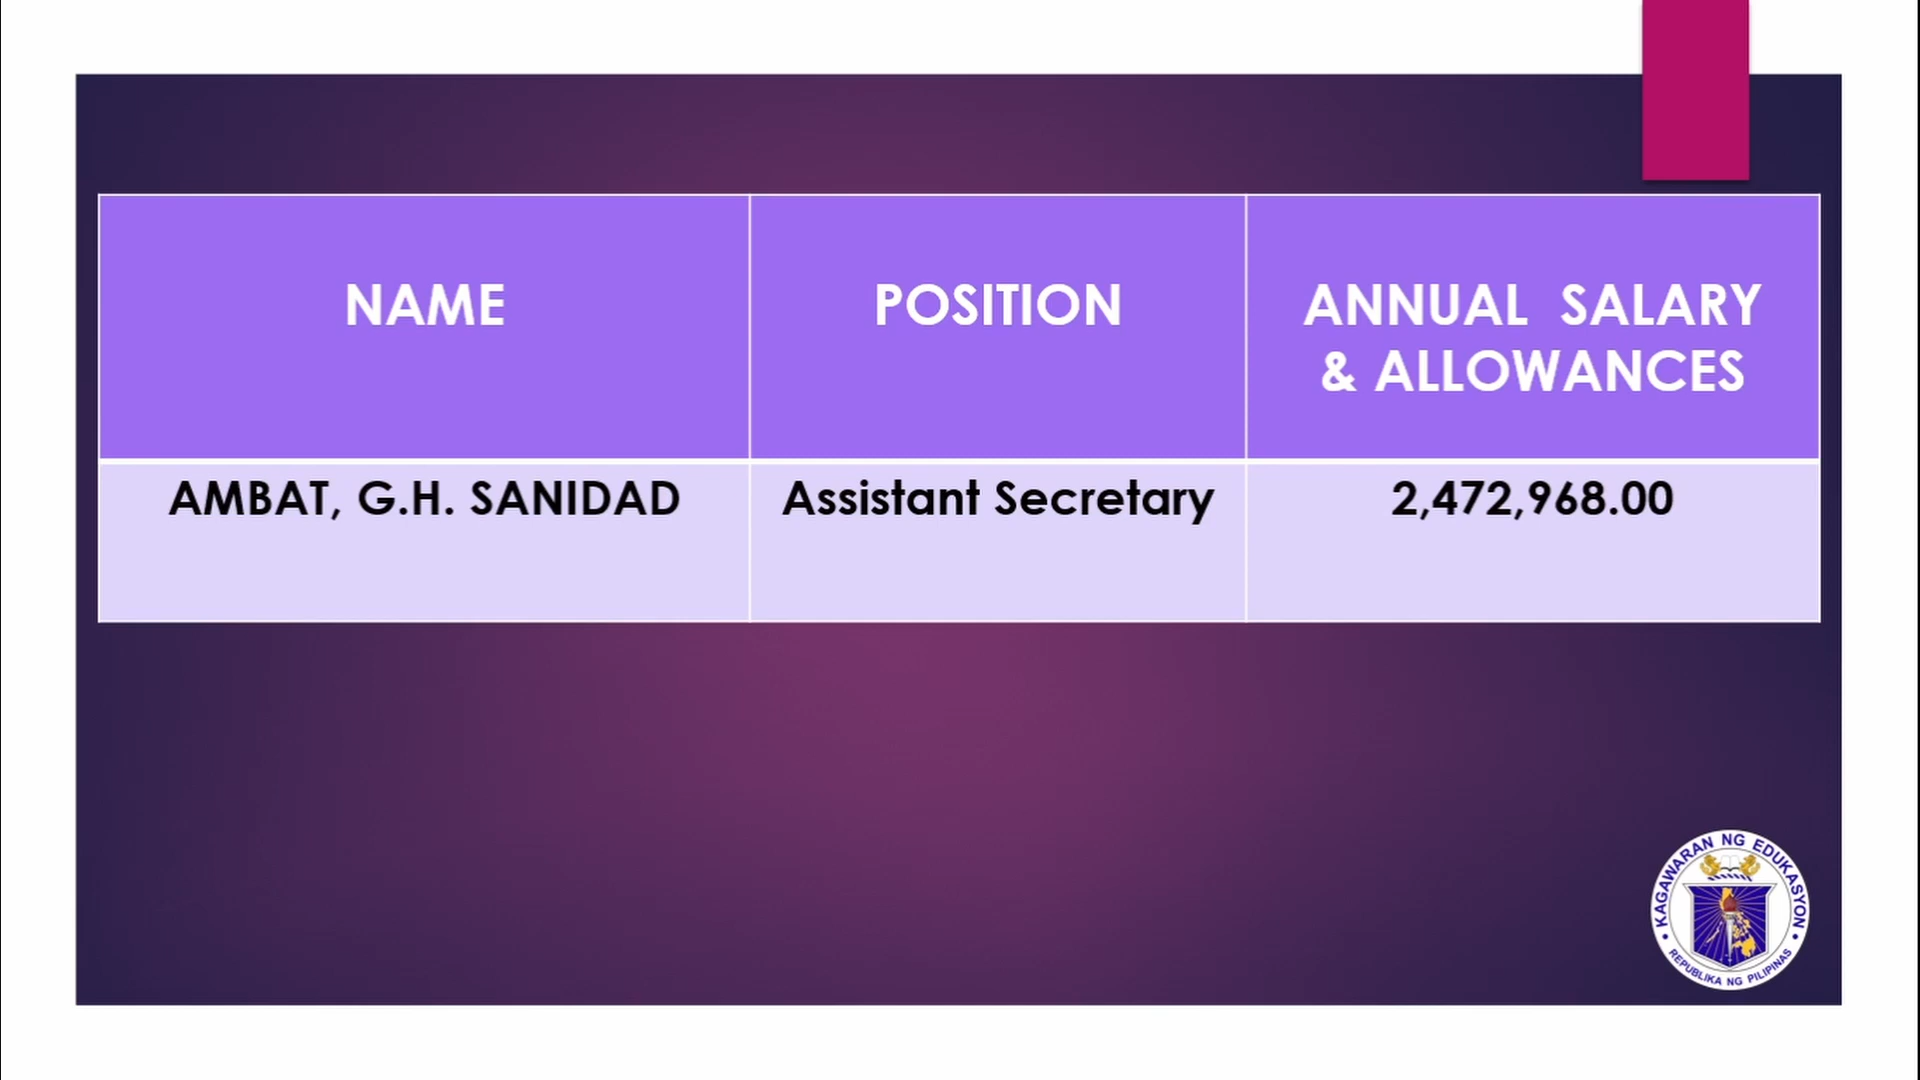 NAME
POSITION
ANNUAL SALARY
& ALLOWANCES
AMBAT, G.H. SANIDAD
Assistant Secretary
2,472,968.00
KAGAWARAN NG EDUKASYON
REPUBLIKA NG PILIPINAS